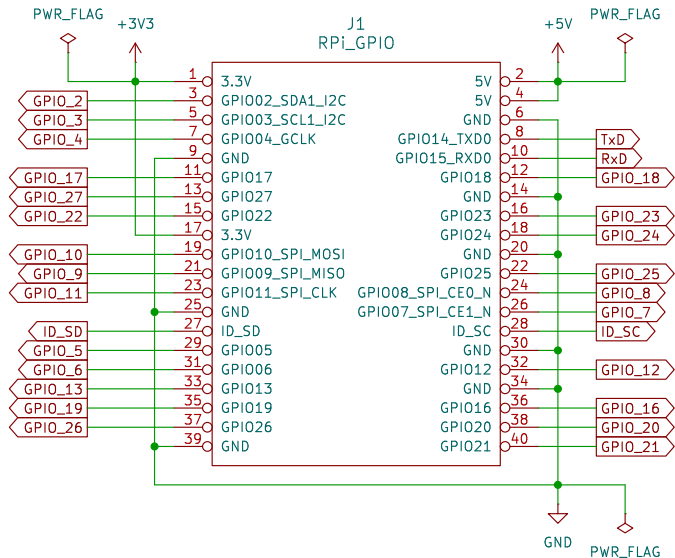 PWR_FLAG
+3V3
J1
RPi_GPIO
+5V
PWR_FLAG
1 3.3V 5V 2
GPIO_2 3 GPIO02_SDA1_I2C 5V 4
GPIO_3 5 GPIO03_SCL1_I2C GND 6
GPIO_4 7 GPIO04_GCLK GPIO14_TXD0 8 TxD
9 GND GPIO15_RXD0 10 RxD
GPIO_17 11 GPIO17 GPIO18 12 GPIO_18
GPIO_27 13 GPIO27 GND 14
GPIO_22 15 GPIO22 GPIO23 16 GPIO_23
17 3.3V GPIO24 18 GPIO_24
GPIO_10 19 GPIO10_SPI_MOSI GND 20
GPIO_9 21 GPIO09_SPI_MISO GPIO25 22 GPIO_25
GPIO_11 23 GPIO11_SPI_CLK GPIO08_SPI_CE0_N 24 GPIO_8
25 GND GPIO07_SPI_CE1_N 26 GPIO_7
ID_SD 27 ID_SD ID_SC 28 ID_SC
GPIO_5 29 GPIO05 GND 30
GPIO_6 31 GPIO06 GPIO12 32 GPIO_12
GPIO_13 33 GPIO13 GND 34
GPIO_19 35 GPIO19 GPIO16 36 GPIO_16
GPIO_26 37 GPIO26 GPIO20 38 GPIO_20
39 GND GPIO21 40 GPIO_21
GND
PWR_FLAG